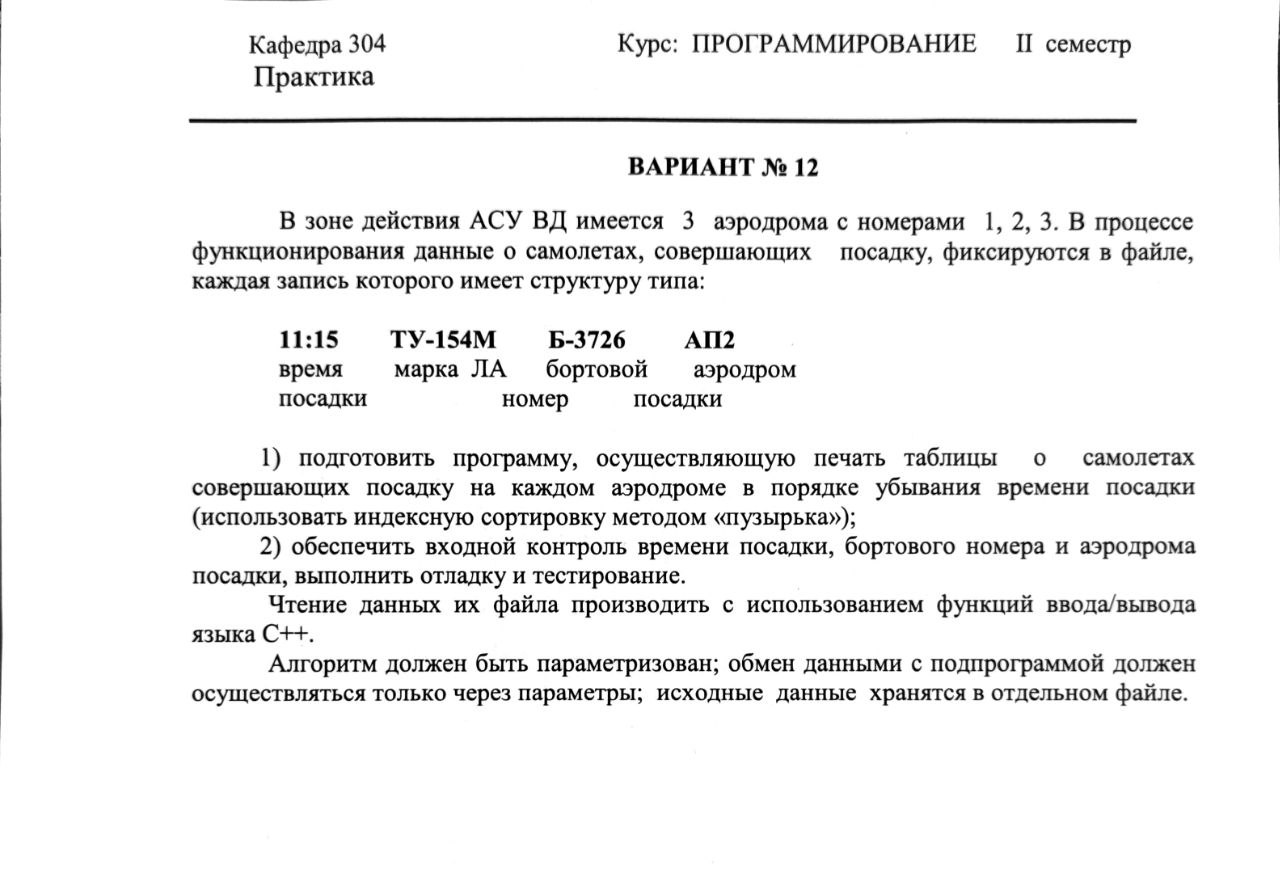 Кафедра 304 Курс: ПРОГРАММИРОВАНИЕ II семестр
Практика
ВАРИАНТ № 12
В зоне действия АСУ ВД имеется 3 аэродрома с номерами 1, 2, 3. В процессе
функционирования данные о самолетах, совершающих посадку, фиксируются в файле,
каждая запись которого имеет структуру типа:
11:15 ТУ-154М Б-3726 АП2
время марка ЛА бортовой аэродром
посадки номер посадки
1) подготовить программу, осуществляющую печать таблицы о самолетах
совершающих посадку на каждом аэродроме в порядке убывания времени посадки
(использовать индексную сортировку методом «пузырька»);
2) обеспечить входной контроль времени посадки, бортового номера и аэродрома
посадки, выполнить отладку и тестирование.
Чтение данных их файла производить с использованием функций ввода/вывода
языка С++.
Алгоритм должен быть параметризован; обмен данными с подпрограммой должен
осуществляться только через параметры; исходные данные хранятся в отдельном файле.